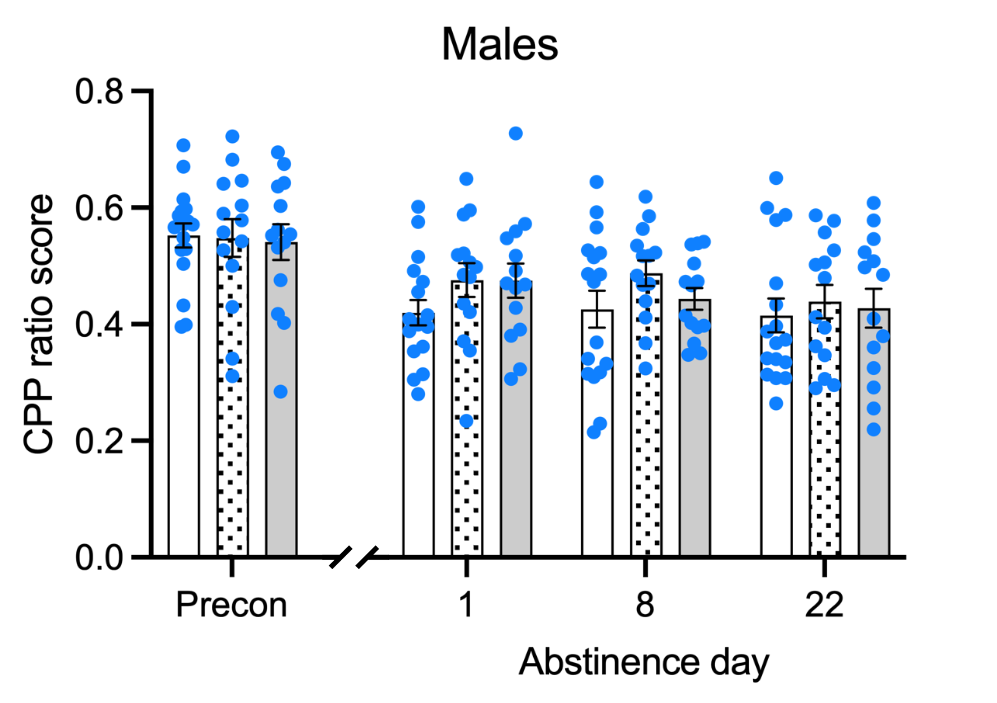 Males
CPP ratio score
0.8
0.6
0.4
0.2
0.0
Precon 1 8 22
Abstinence day